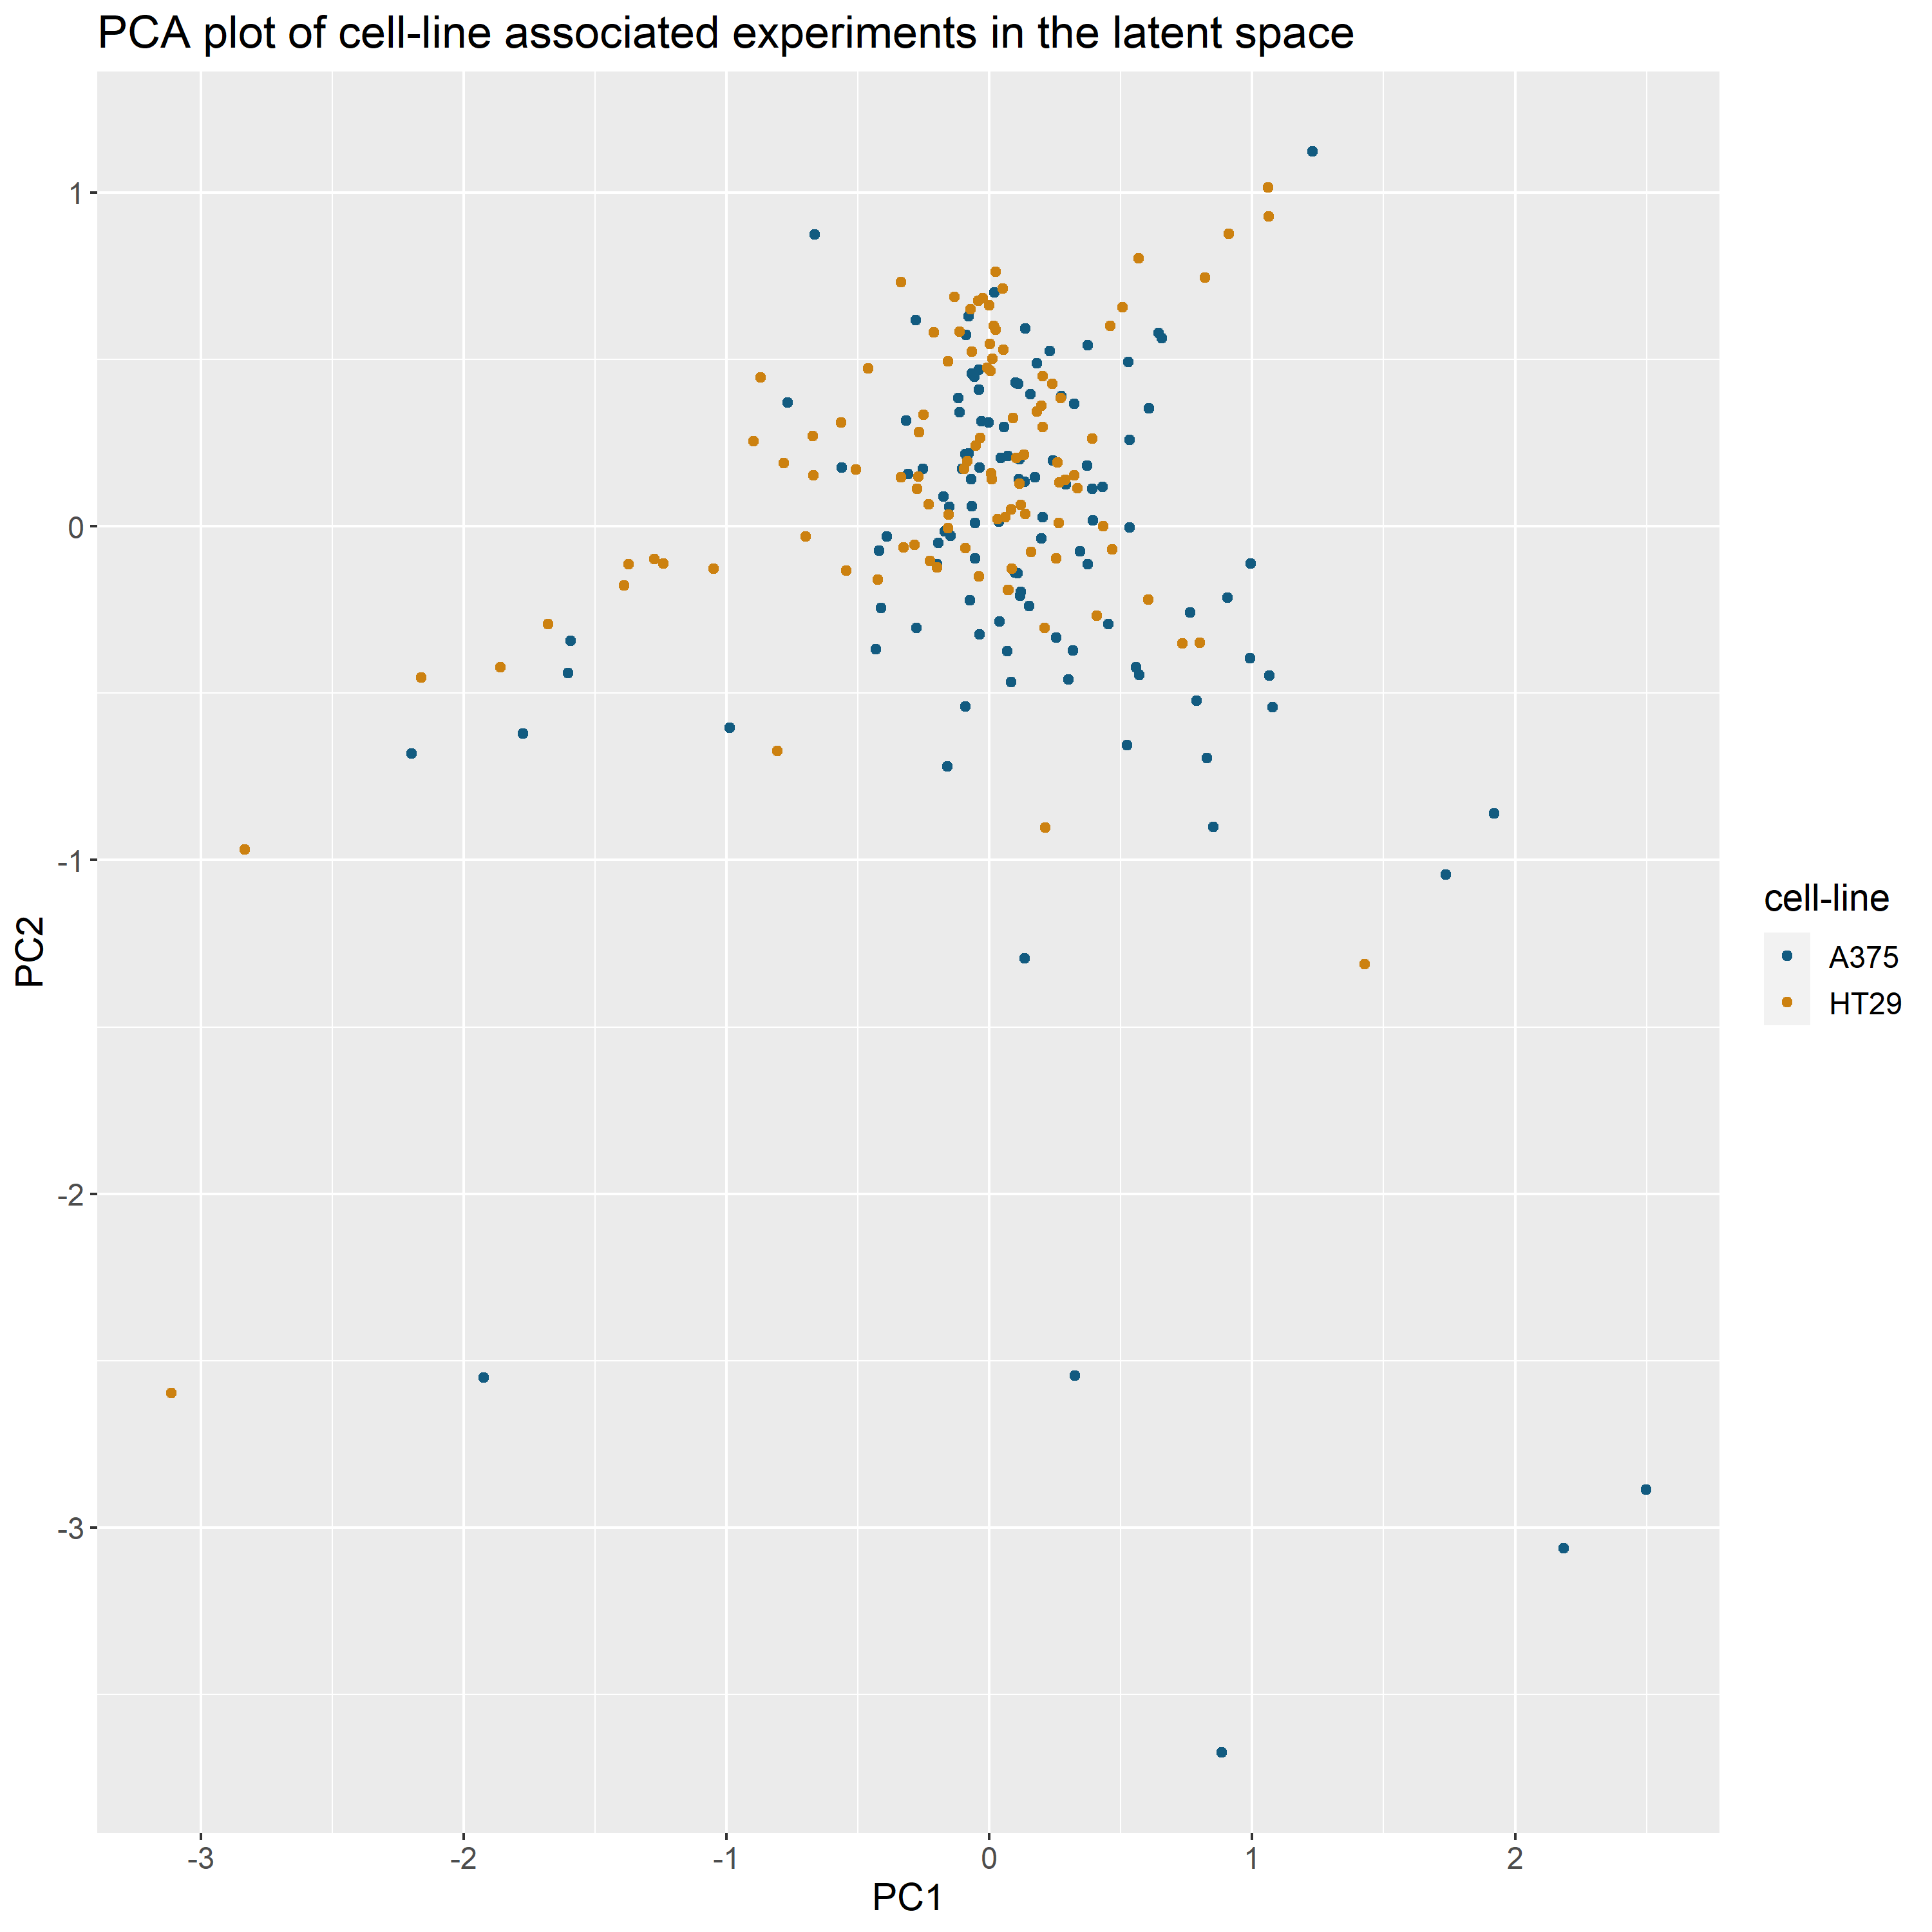 PCA plot of cell-line associated experiments in the latent space
1
0
-1
-2
-3
PC2
-3
-2
-1
0
1
2
PC1
cell-line
A375
HT29